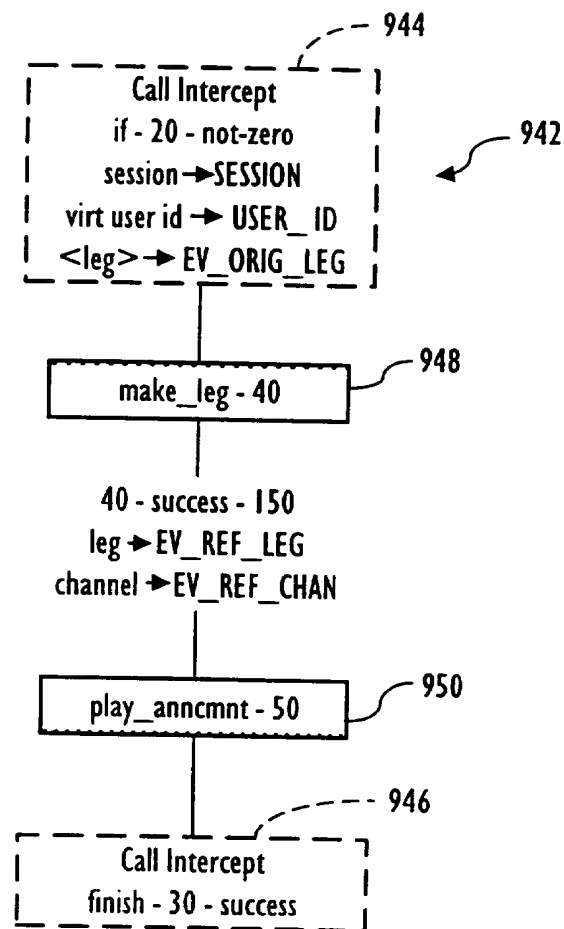 944
Call Intercept
if - 20 - not-zero
session → SESSION
942
virt user id → USER_ID
<leg> → EV_ORIG_LEG
948
make_leg - 40
40 - success - 150
leg → EV_REF_LEG
channel → EV_REF_CHAN
950
play_anncmnt - 50
946
Call Intercept
finish - 30 - success